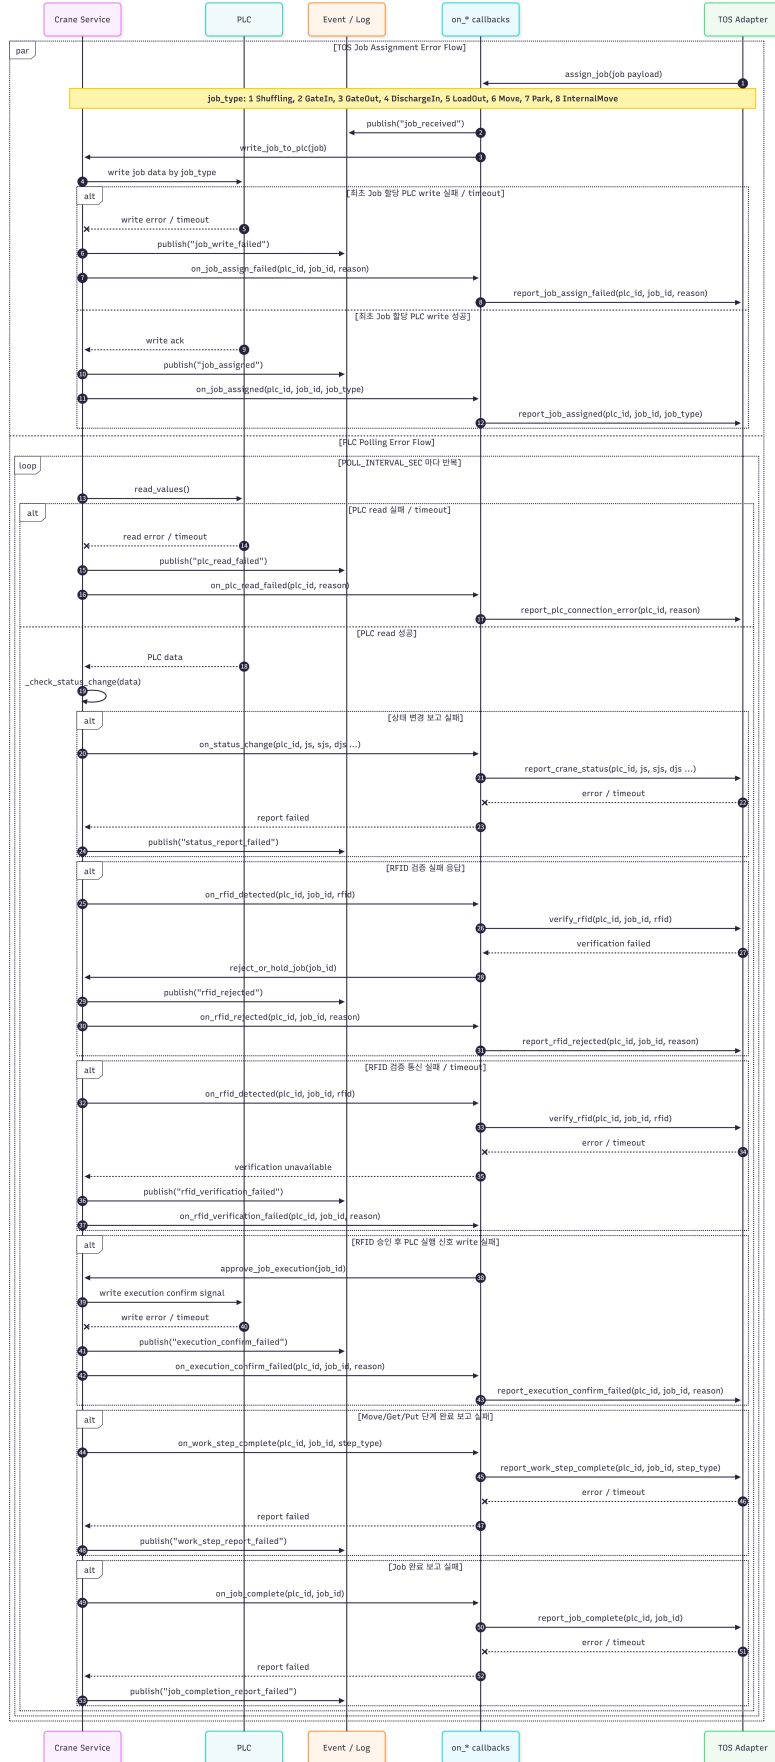 Crane Service
PLC
Event / Log
on_* callbacks
TOS Adapter
par
[TOS Job Assignment Error Flow]
assign_job(job payload)
1
job_type: 1 Shuffling, 2 GateIn, 3 GateOut, 4 DischargeIn, 5 LoadOut, 6 Move, 7 Park, 8 InternalMove
publish("job_received")
2
write_job_to_plc(job)
3
write job data by job_type
4
alt
[최초 Job 할당 PLC write 실패 / timeout]
write error / timeout
5
publish("job_write_failed")
6
on_job_assign_failed(plc_id, job_id, reason)
7
report_job_assign_failed(plc_id, job_id, reason)
8
[최초 Job 할당 PLC write 성공]
write ack
9
publish("job_assigned")
10
on_job_assigned(plc_id, job_id, job_type)
11
report_job_assigned(plc_id, job_id, job_type)
12
[PLC Polling Error Flow]
loop
[POLL_INTERVAL_SEC 마다 반복]
read_values()
13
alt
[PLC read 실패 / timeout]
read error / timeout
14
publish("plc_read_failed")
15
on_plc_read_failed(plc_id, reason)
16
report_plc_connection_error(plc_id, reason)
17
[PLC read 성공]
PLC data
18
_check_status_change(data)
19
alt
[상태 변경 보고 실패]
on_status_change(plc_id, js, sjs, djs ...)
20
report_crane_status(plc_id, js, sjs, djs ...)
21
error / timeout
22
report failed
23
publish("status_report_failed")
24
alt
[RFID 검증 실패 응답]
on_rfid_detected(plc_id, job_id, rfid)
25
verify_rfid(plc_id, job_id, rfid)
26
verification failed
27
reject_or_hold_job(job_id)
28
publish("rfid_rejected")
29
on_rfid_rejected(plc_id, job_id, reason)
30
report_rfid_rejected(plc_id, job_id, reason)
31
alt
[RFID 검증 통신 실패 / timeout]
on_rfid_detected(plc_id, job_id, rfid)
32
verify_rfid(plc_id, job_id, rfid)
33
error / timeout
34
verification unavailable
35
publish("rfid_verification_failed")
36
on_rfid_verification_failed(plc_id, job_id, reason)
37
alt
[RFID 승인 후 PLC 실행 신호 write 실패]
approve_job_execution(job_id)
38
write execution confirm signal
39
write error / timeout
40
publish("execution_confirm_failed")
41
on_execution_confirm_failed(plc_id, job_id, reason)
42
report_execution_confirm_failed(plc_id, job_id, reason)
43
alt
[Move/Get/Put 단계 완료 보고 실패]
on_work_step_complete(plc_id, job_id, step_type)
44
report_work_step_complete(plc_id, job_id, step_type)
45
error / timeout
46
report failed
47
publish("work_step_report_failed")
48
alt
[Job 완료 보고 실패]
on_job_complete(plc_id, job_id)
49
report_job_complete(plc_id, job_id)
50
error / timeout
51
report failed
52
publish("job_completion_report_failed")
53
Crane Service
PLC
Event / Log
on_* callbacks
TOS Adapter